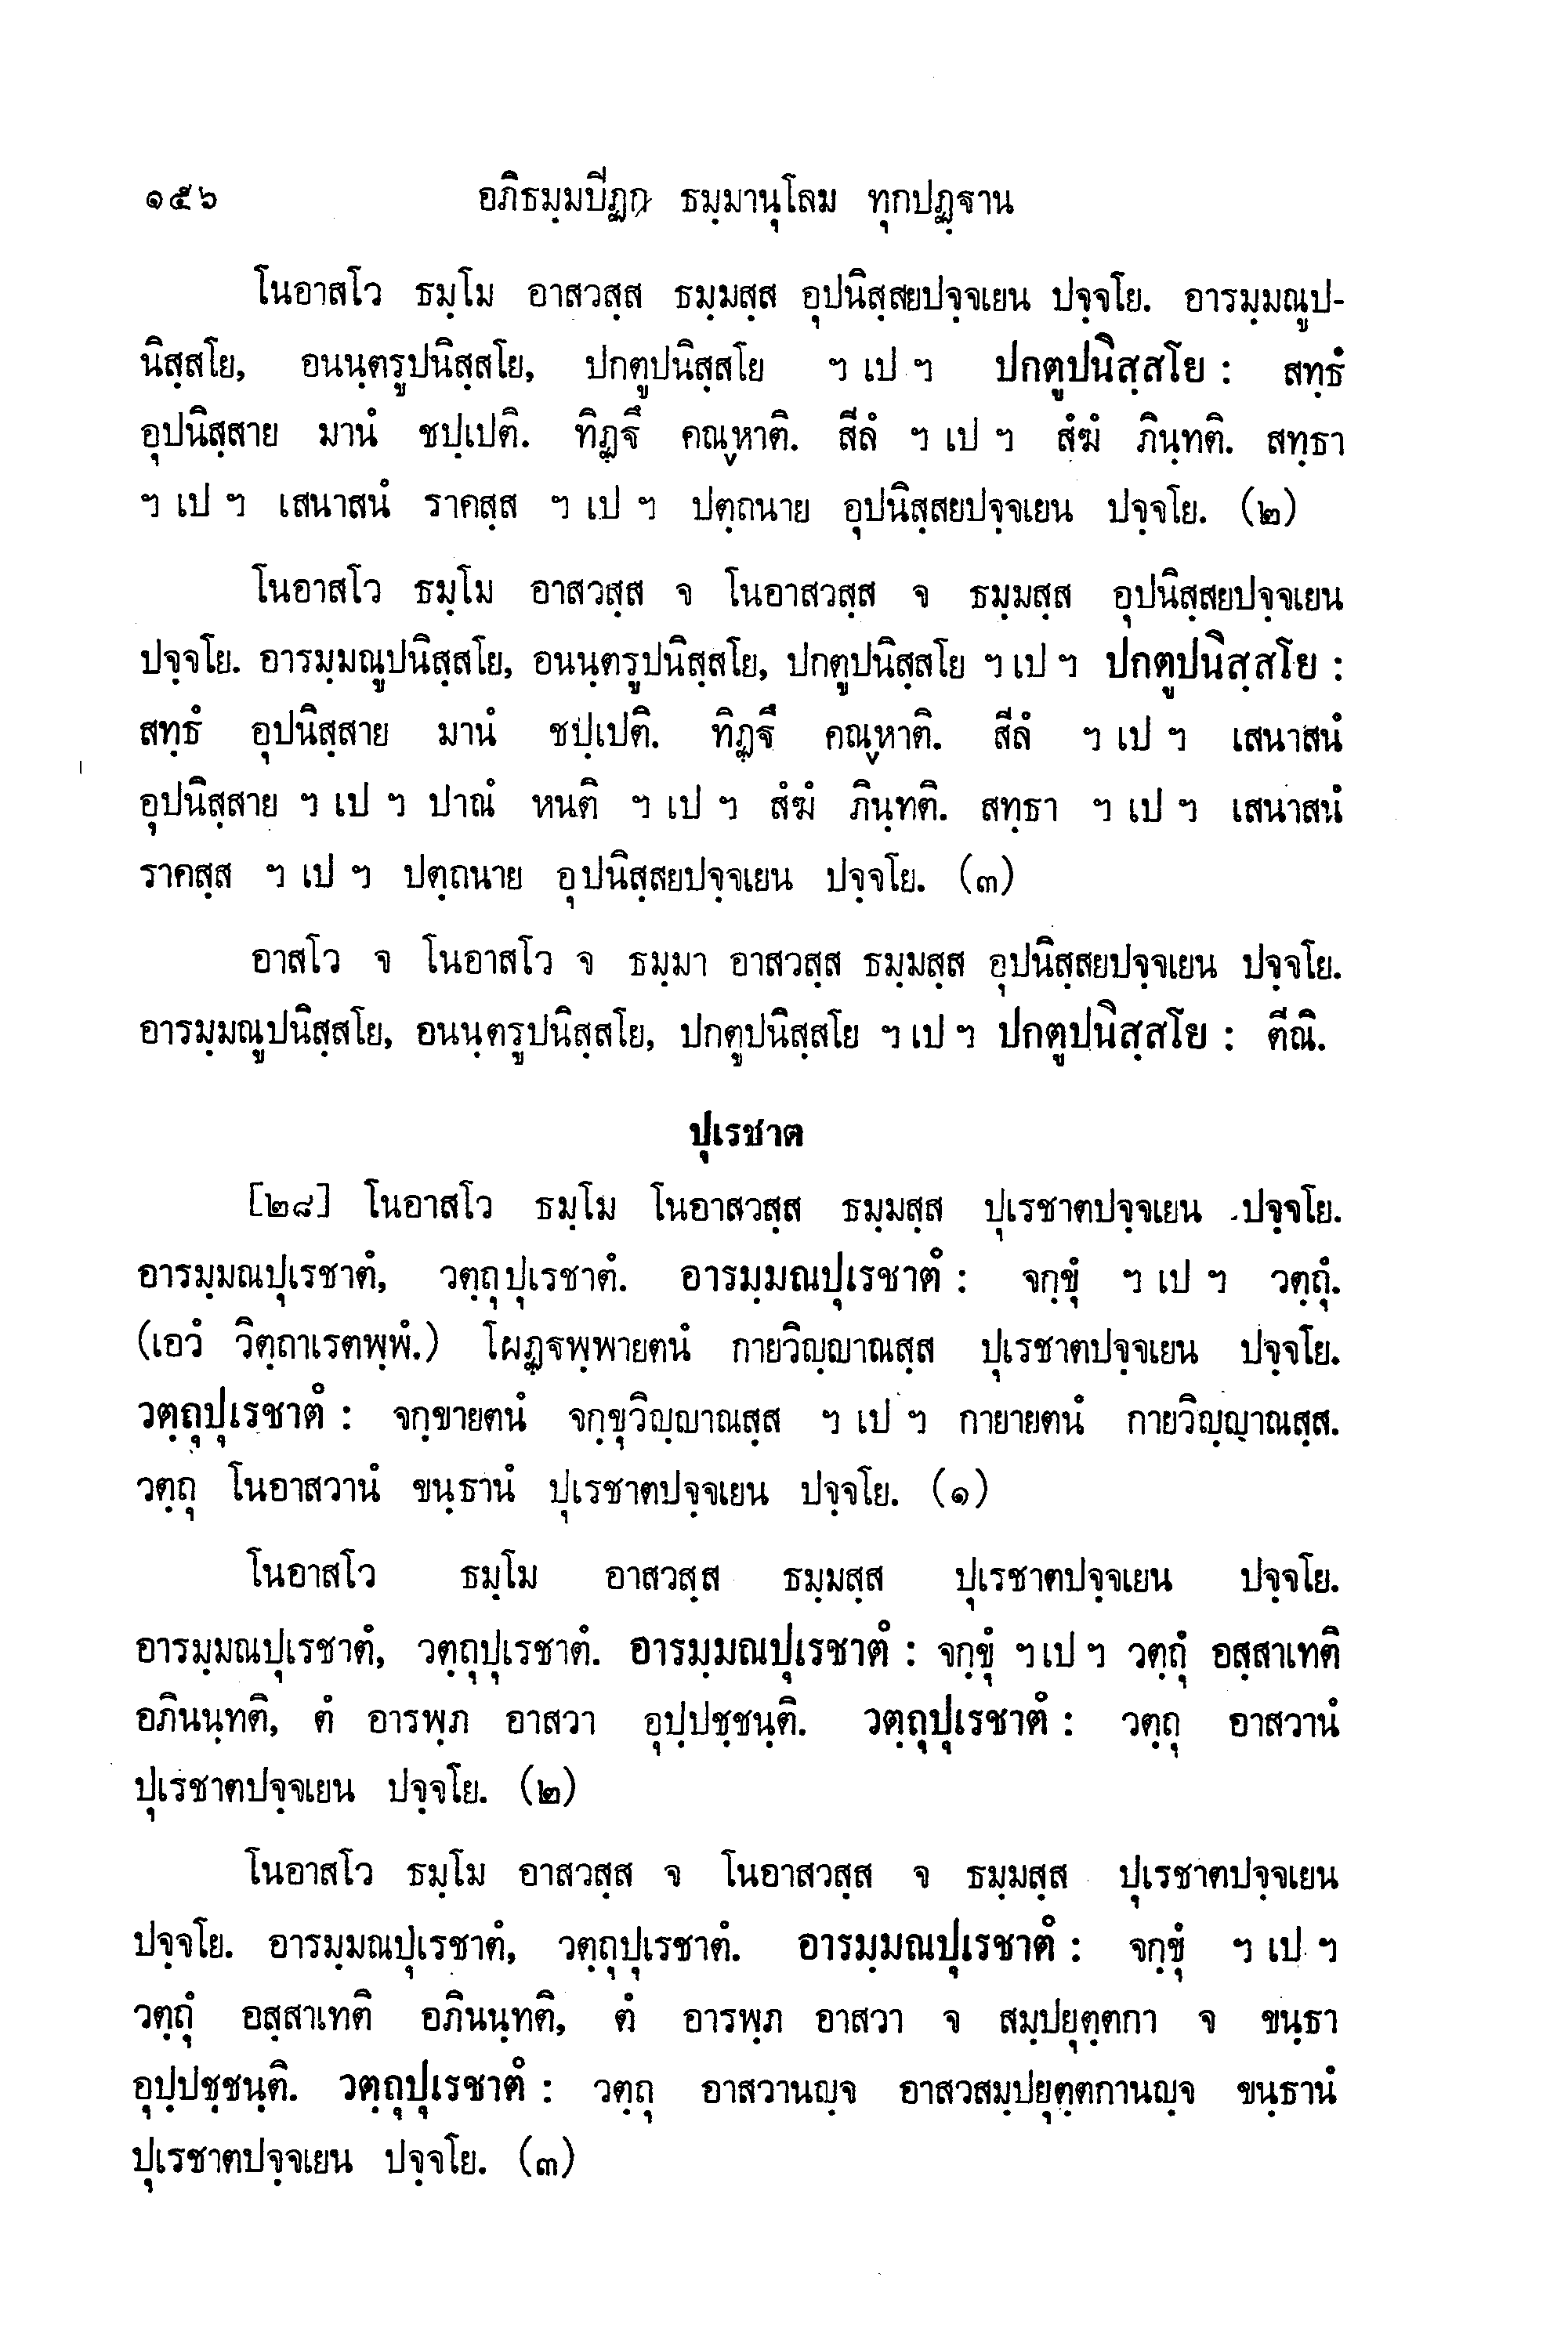 ๑๕๖ อภิธมฺมปีฏก ธมฺมานุโลม ทุกปฏฺฐาน
โนอาสโว ธมฺโม อาสวสฺส ธมฺมสฺส อุปนิสฺสยปจฺจเยน ปจฺจโย. อารมฺมณูป-
นิสฺสโย, อนนฺตรูปนิสฺสโย, ปกตูปนิสฺสโย ฯ เป ฯ ปกตูปนิสฺสโย : สทฺธํ
อุปนิสฺสาย มานํ ชปฺเปติ. ทิฏฺฐึ คณฺหาติ. สีลํ ฯ เป ฯ สํฆํ ภินฺทติ. สทฺธา
ฯ เป ฯ เสนาสนํ ราคสฺส ฯ เป ฯ ปตฺถนาย อุปนิสฺสยปจฺจเยน ปจฺจโย. (๒)
โนอาสโว ธมฺโม อาสวสฺส จ โนอาสวสฺส จ ธมฺมสฺส อุปนิสฺสยปจฺจเยน
ปจฺจโย. อารมฺมณูปนิสฺสโย, อนนฺตรูปนิสฺสโย, ปกตูปนิสฺสโย ฯ เป ฯ ปกตูปนิสฺสโย :
สทฺธํ อุปนิสฺสาย มานํ ชปฺเปติ. ทิฏฺฐึ คณฺหาติ. สีลํ ฯ เป ฯ เสนาสนํ
อุปนิสฺสาย ฯ เป ฯ ปาณํ หนติ ฯ เป ฯ สํฆํ ภินฺทติ. สทฺธา ฯ เป ฯ เสนาสนํ
ราคสฺส ฯ เป ฯ ปตฺถนาย อุปนิสฺสยปจฺจเยน ปจฺจโย. (๓)
อาสโว จ โนอาสโว จ ธมฺมา อาสวสฺส ธมฺมสฺส อุปนิสฺสยปจฺจเยน ปจฺจโย.
อารมฺมณูปนิสฺสโย, อนนฺตรูปนิสฺสโย, ปกตูปนิสฺสโย ฯ เป ฯ ปกตูปนิสฺสโย : ตีณิ.
ปุเรชาต
[๒๘] โนอาสโว ธมฺโม โนอาสวสฺส ธมฺมสฺส ปุเรชาตปจฺจเยน ปจฺจโย.
อารมฺมณปุเรชาตํ, วตฺถุปุเรชาตํ. อารมฺมณปุเรชาตํ : จกฺขุํ ฯ เป ฯ วตฺถุํ.
(เอวํ วิตฺถาเรตพฺพํ.) โผฏฺฐพฺพายตนํ กายวิญฺญาณสฺส ปุเรชาตปจฺจเยน ปจฺจโย.
วตฺถุปุเรชาตํ : จกฺขายตนํ จกฺขุวิญฺญาณสฺส ฯ เป ฯ กายายตนํ กายวิญฺญาณสฺส.
วตฺถุ โนอาสวานํ ขนฺธานํ ปุเรชาตปจฺจเยน ปจฺจโย. (๑)
โนอาสโว ธมฺโม อาสวสฺส ธมฺมสฺส ปุเรชาตปจฺจเยน ปจฺจโย.
อารมฺมณปุเรชาตํ, วตฺถุปุเรชาตํ. อารมฺมณปุเรชาตํ : จกฺขุํ ฯ เป ฯ วตฺถุํ อสฺสาเทติ
อภินนฺทติ, ตํ อารพฺภ อาสวา อุปฺปชฺชนฺติ. วตฺถุปุเรชาตํ : วตฺถุ อาสวานํ
ปุเรชาตปจฺจเยน ปจฺจโย. (๒)
โนอาสโว ธมฺโม อาสวสฺส จ โนอาสวสฺส จ ธมฺมสฺส ปุเรชาตปจฺจเยน
ปจฺจโย. อารมฺมณปุเรชาตํ, วตฺถุปุเรชาตํ. อารมฺมณปุเรชาตํ : จกฺขุํ ฯ เป ฯ
วตฺถุํ อสฺสาเทติ อภินนฺทติ, ตํ อารพฺภ อาสวา จ สมฺปยุตฺตกา จ ขนฺธา
อุปฺปชฺชนฺติ. วตฺถุปุเรชาตํ : วตฺถุ อาสวานญฺจ อาสวสมฺปยุตฺตกานญฺจ ขนฺธานํ
ปุเรชาตปจฺจเยน ปจฺจโย. (๓)